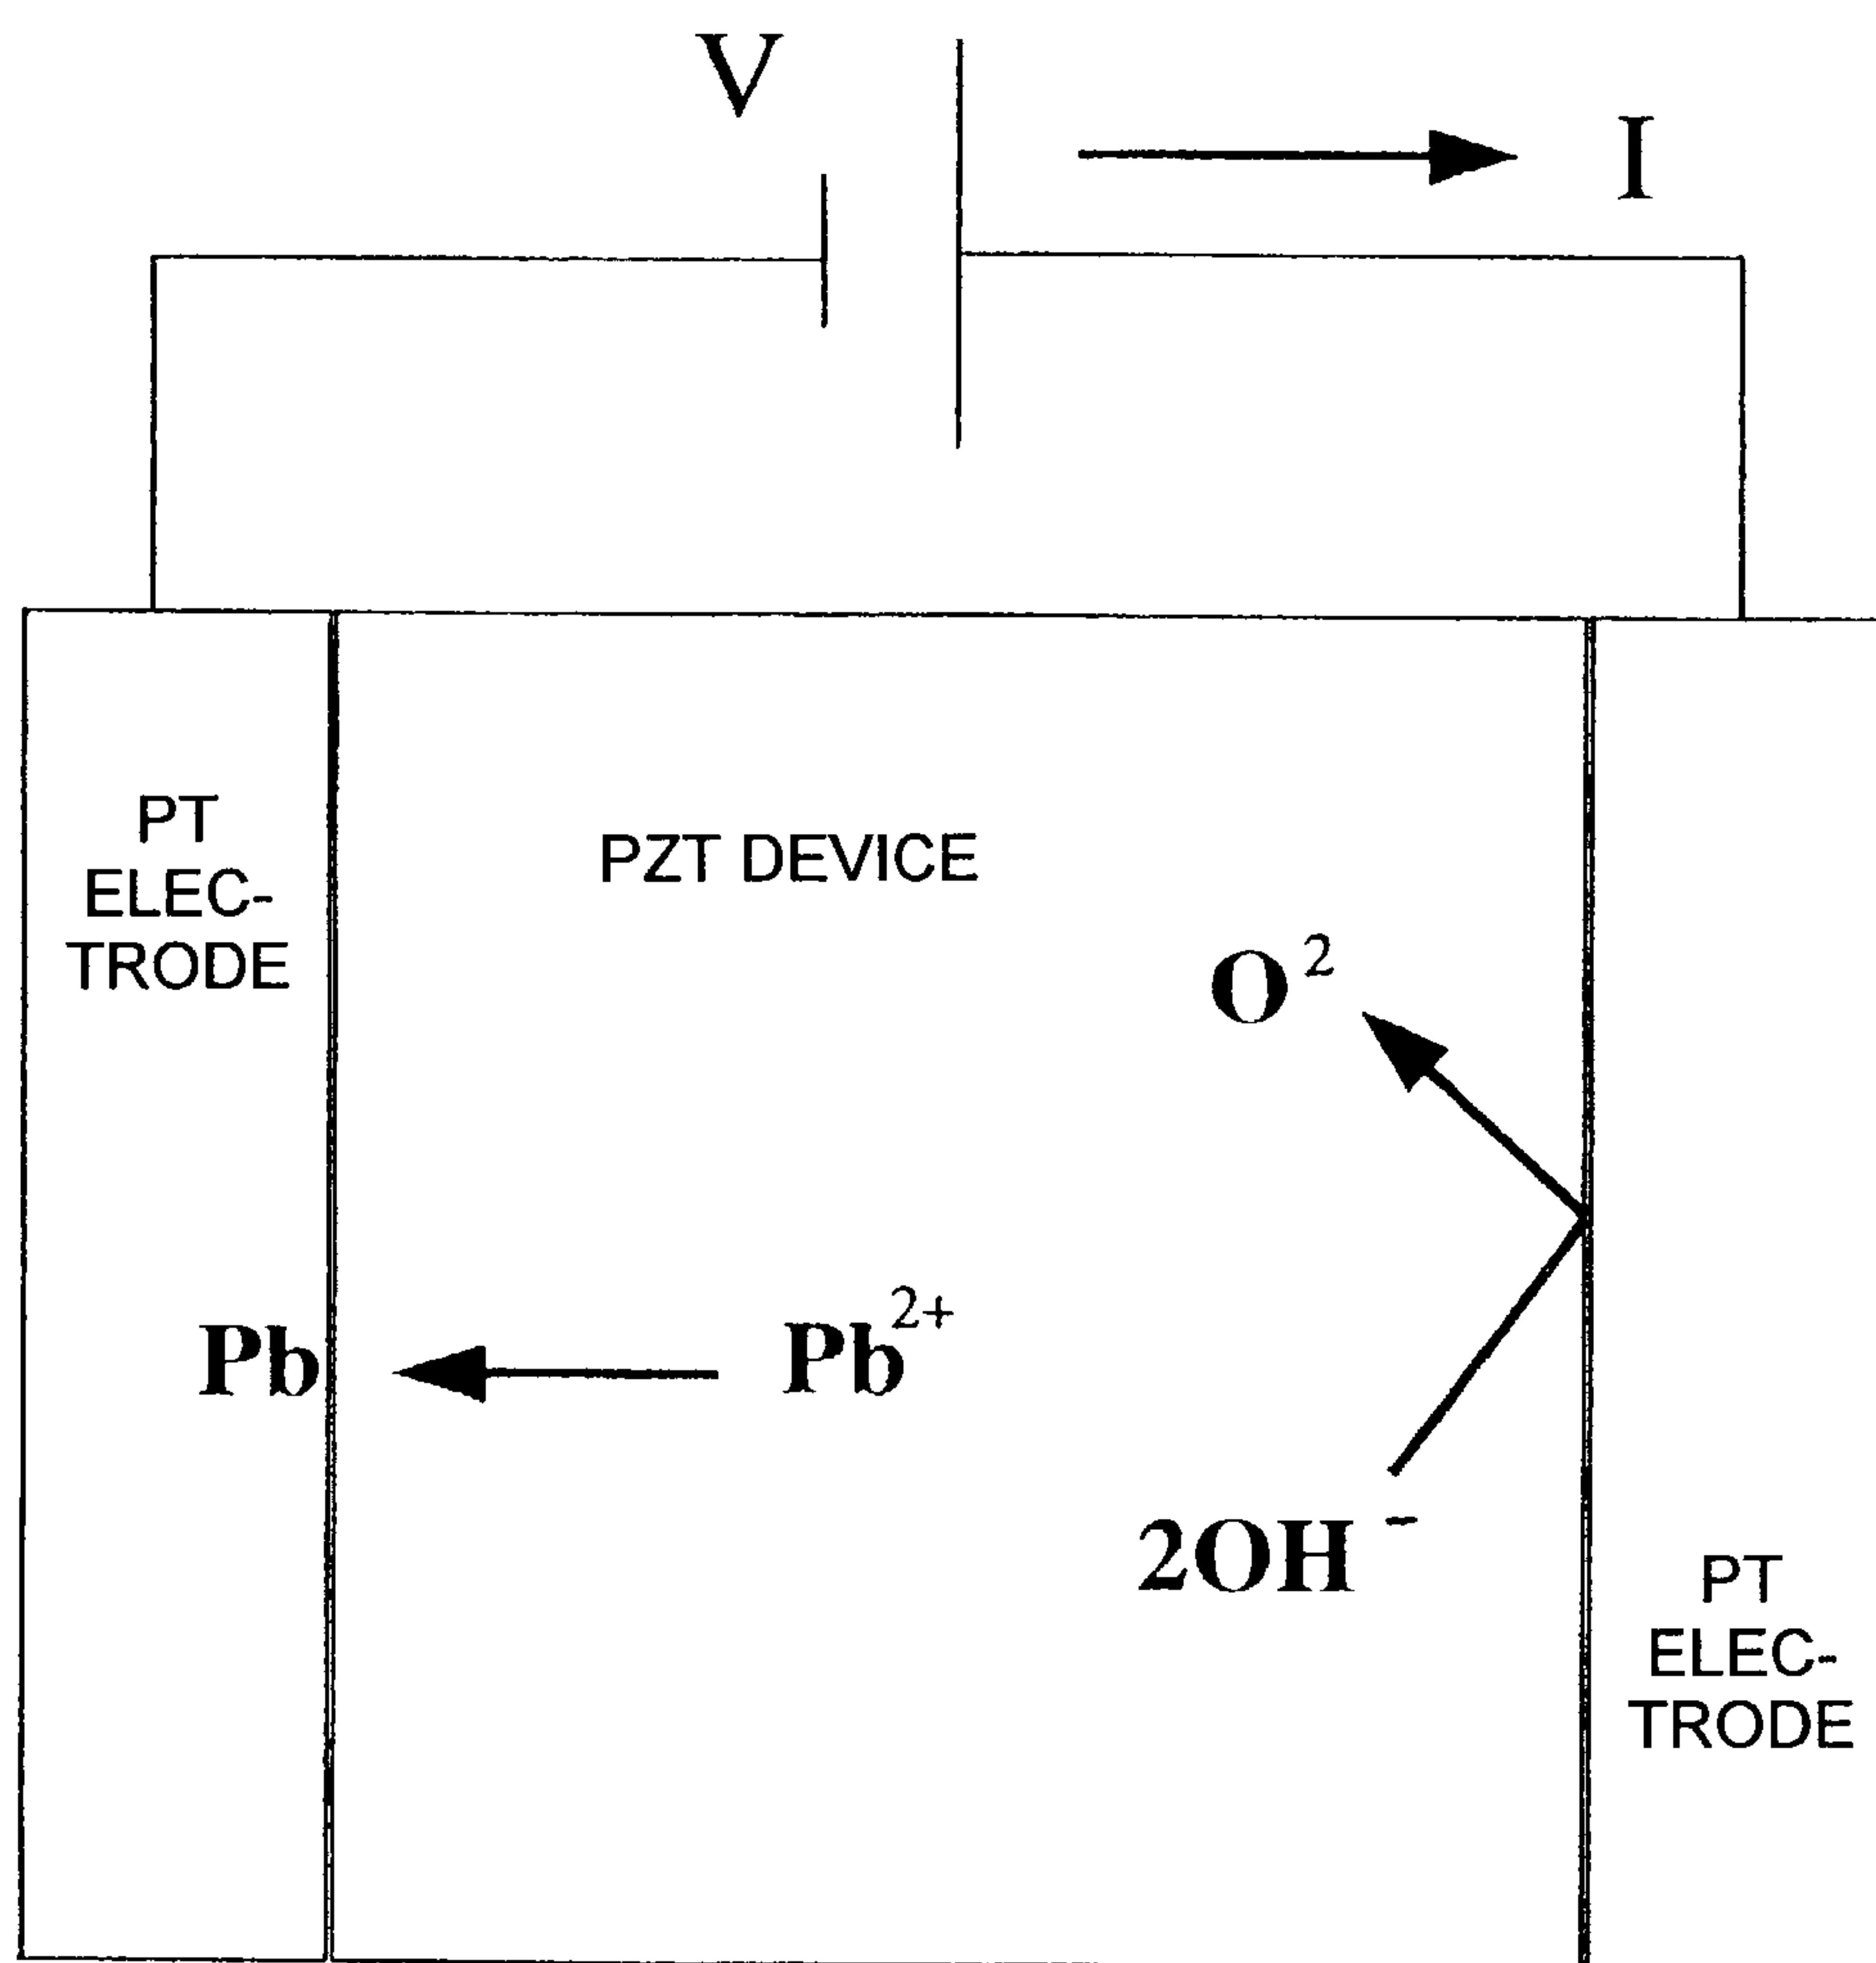 V
I
PT
ELEC-
TRODE
PZT DEVICE
O²
Pb
Pb²⁺
2OH⁻
PT
ELEC-
TRODE